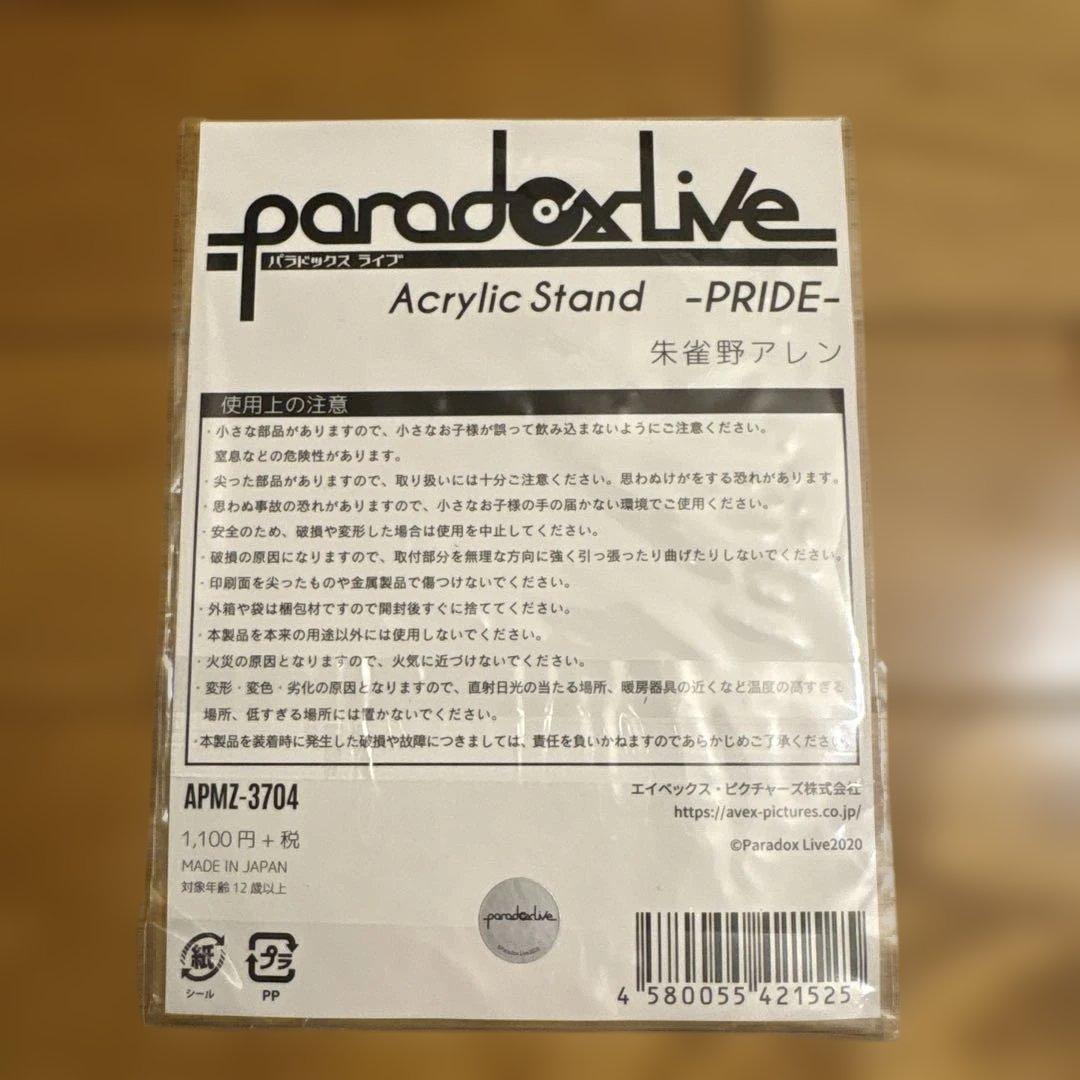 paradox Live
パラドックス ライブ
Acrylic Stand -PRIDE-
朱雀野アレン
使用上の注意
・小さな部品がありますので、小さなお子様が誤って飲み込まないようにご注意ください。
窒息などの危険性があります。
・尖った部品がありますので、取り扱いには十分ご注意ください。思わぬけがをする恐れがあります。
・思わぬ事故の恐れがありますので、小さなお子様の手の届かない環境でご使用ください。
・安全のため、破損や変形した場合は使用を中止してください。
・破損の原因になりますので、取付部分を無理な方向に強く引っ張ったり曲げたりしないでください。
・印刷面を尖ったものや金属製品で傷つけないでください。
・外箱や袋は梱包材ですので開封後すぐに捨ててください。
・本製品を本来の用途以外には使用しないでください。
・火災の原因となりますので、火気に近づけないでください。
・変形・変色・劣化の原因となりますので、直射日光の当たる場所、暖房器具の近くなど温度の高すぎる
場所、低すぎる場所には置かないでください。
・本製品を装着時に発生した破損や故障につきましては、責任を負いかねますのであらかじめご了承ください。
APMZ-3704
エイベックス・ピクチャーズ株式会社
https://avex-pictures.co.jp/
1,100円+税
©Paradox Live2020
MADE IN JAPAN
対象年齢12歳以上
paradox Live
©Paradox Live2020
紙
シール
プラ
PP
4 580055 421525